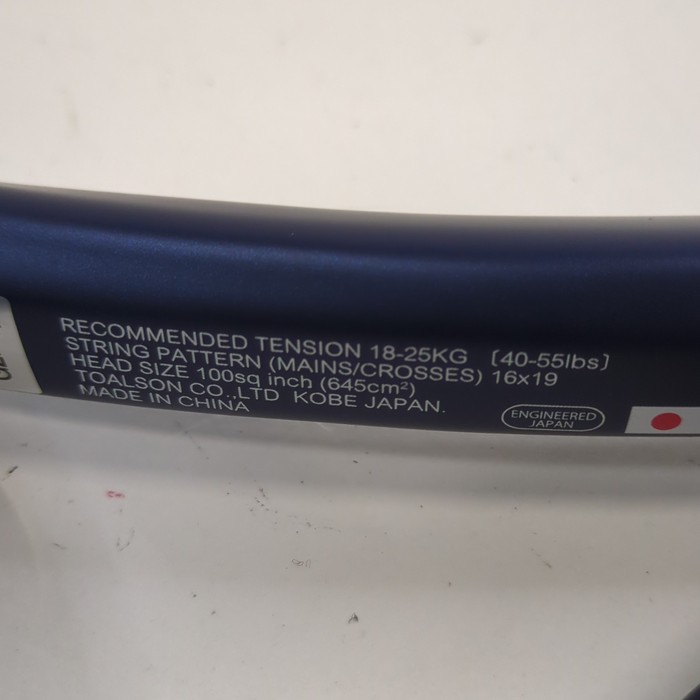 RECOMMENDED TENSION 18-25KG [40-55lbs]
STRING PATTERN (MAINS/CROSSES) 16x19
HEAD SIZE 100sq inch (645cm²)
TOALSON CO.,LTD KOBE JAPAN.
MADE IN CHINA
ENGINEERED
JAPAN